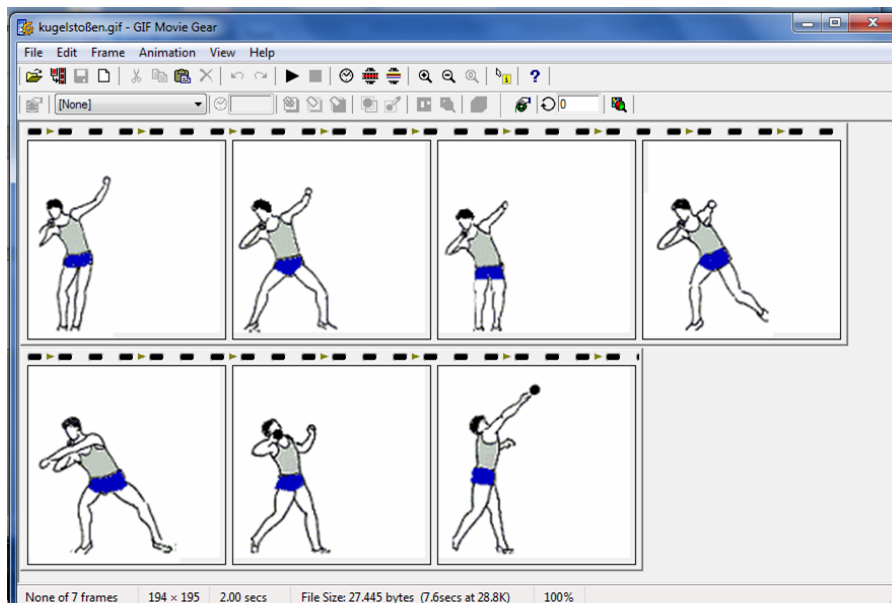 kugelstoßen.gif - GIF Movie Gear
File Edit Frame Animation View Help
[None] 0
None of 7 frames 194 × 195 2.00 secs File Size: 27.445 bytes (7.6secs at 28.8K) 100%